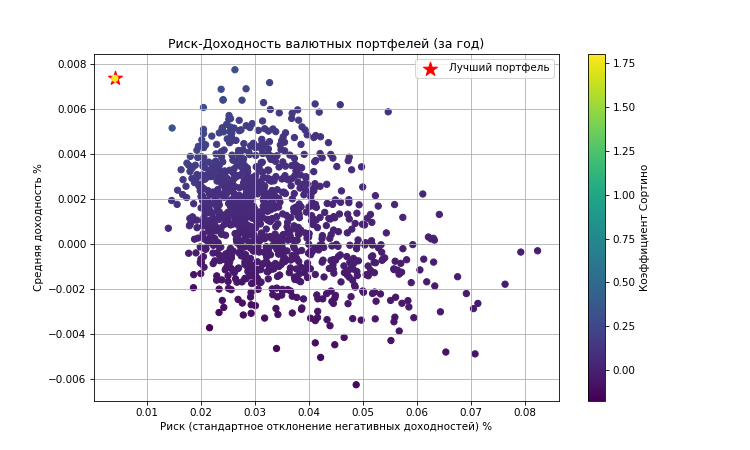 Риск-Доходность валютных портфелей (за год)
Лучший портфель
0.008
0.006
0.004
0.002
0.000
−0.002
−0.004
−0.006
Средняя доходность %
0.01 0.02 0.03 0.04 0.05 0.06 0.07 0.08
Риск (стандартное отклонение негативных доходностей) %
1.75
1.50
1.25
1.00
0.75
0.50
0.25
0.00
Коэффициент Сортино